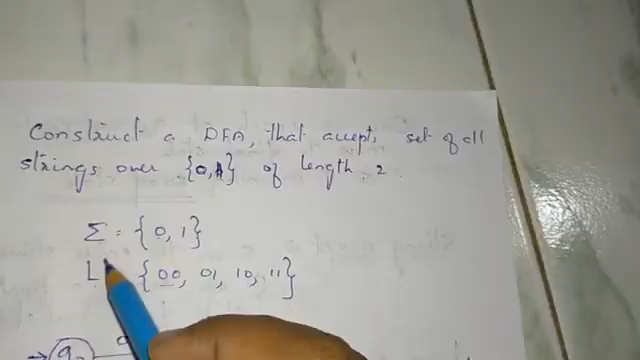 Construct a DFA, that accepts set of all
strings over {0,1} of length 2.
Σ = {0, 1}
L = {00, 01, 10, 11}
→ q